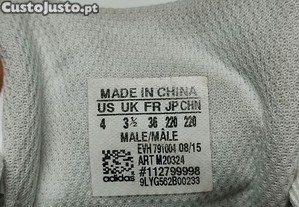 CustoJusto.pt
MADE IN CHINA
US UK FR JP CHN
4 3½ 36 220 220
MALE/MÂLE
EVH 791004 08/15
ART M20324
#112799998
9LYG562B00233
adidas